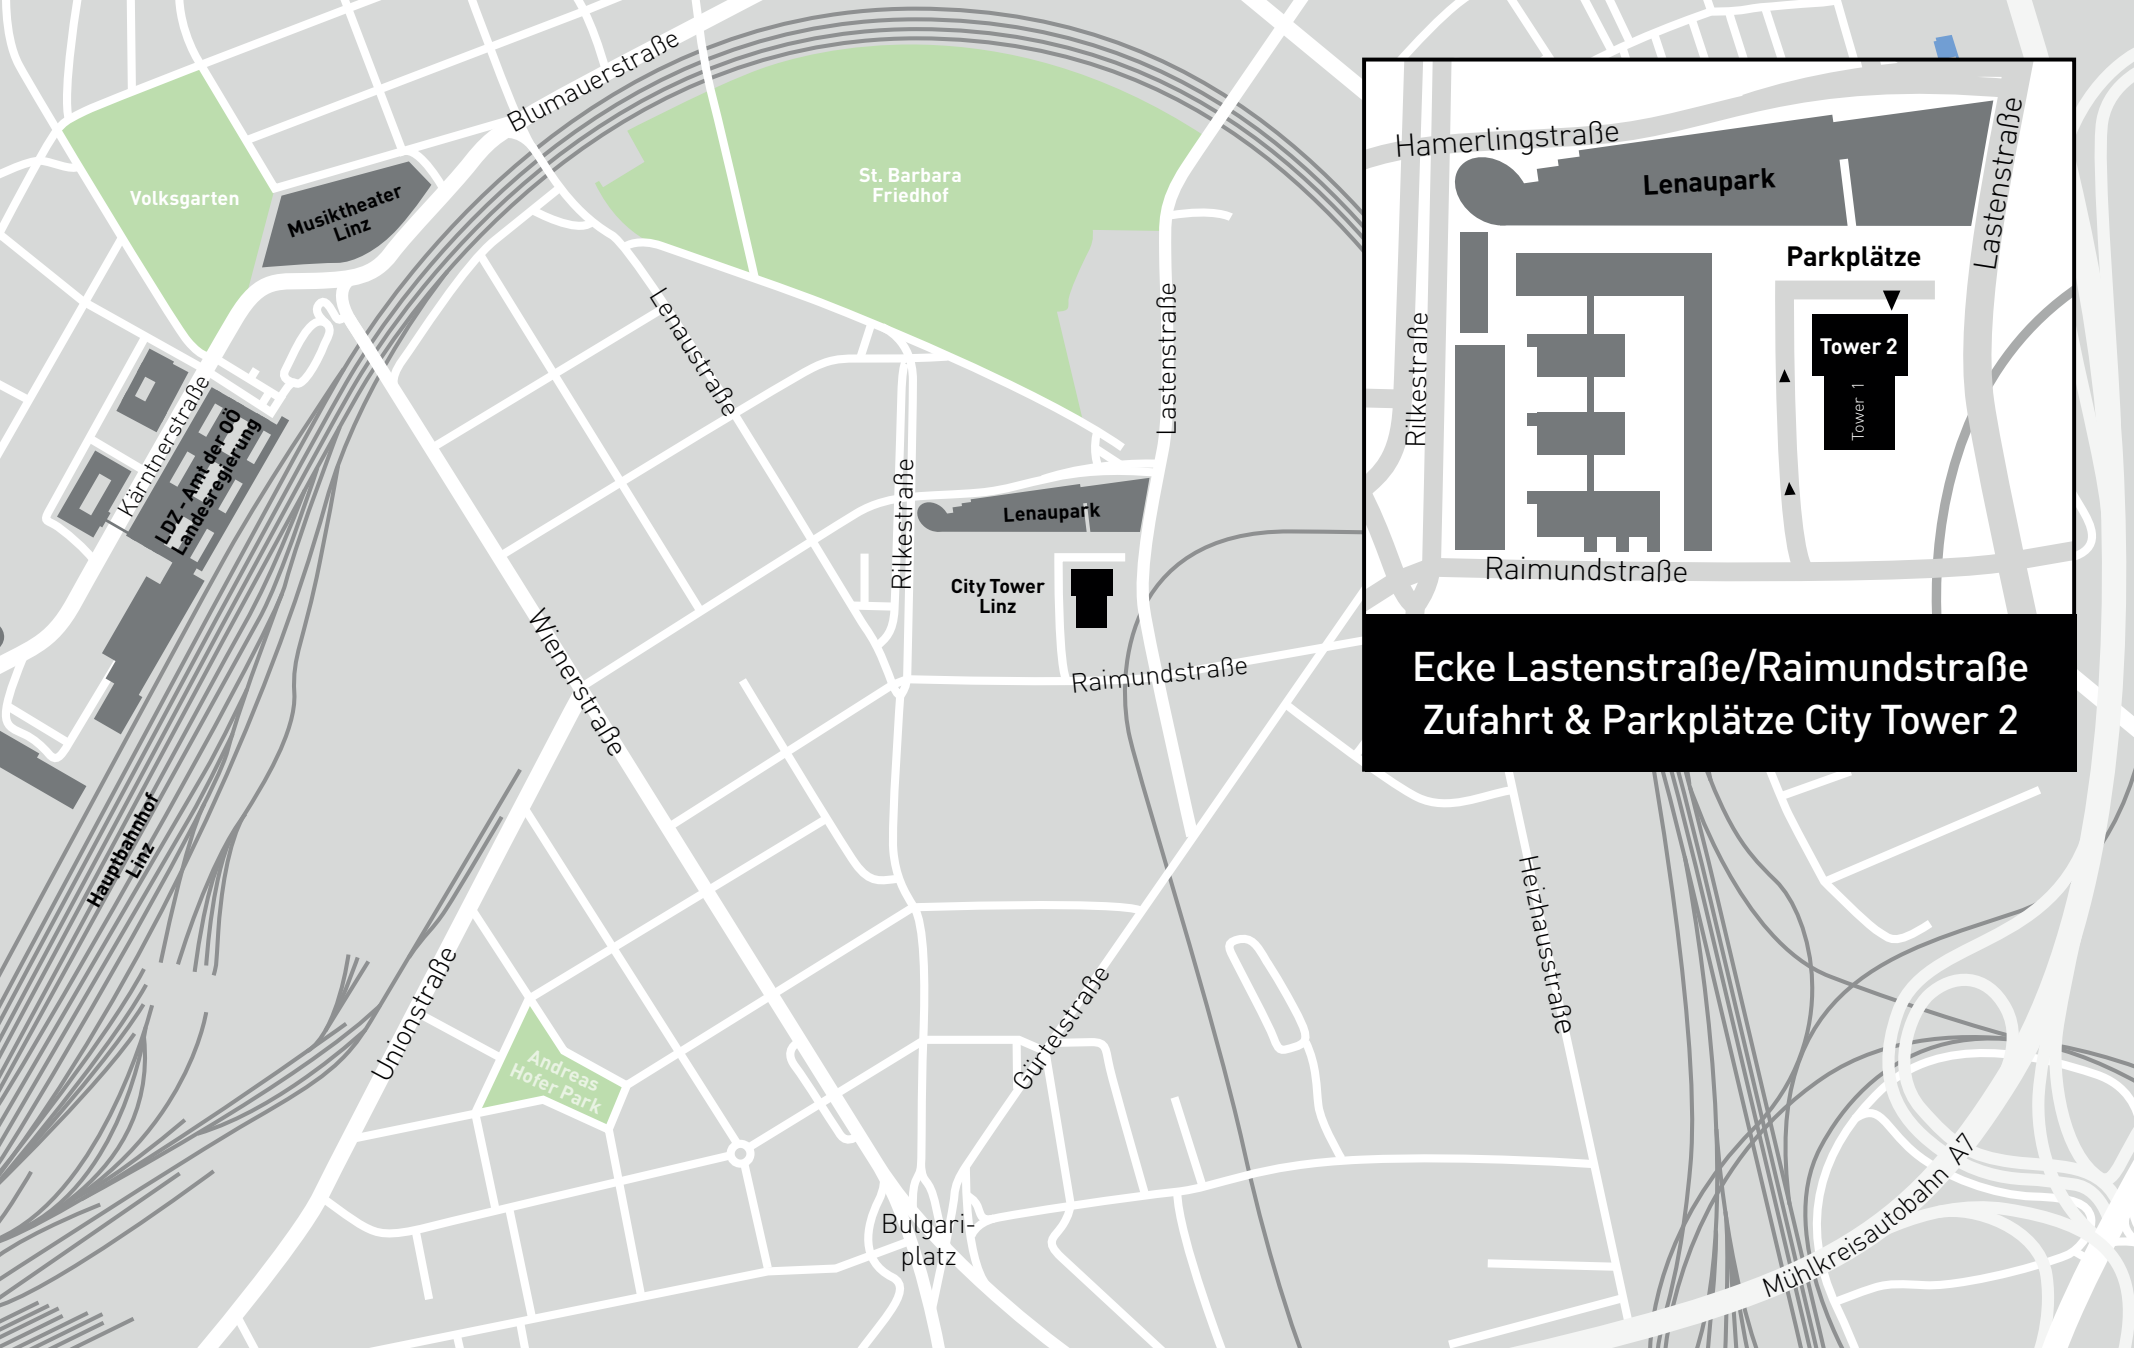 Blumauerstraße
Volksgarten
Musiktheater
Linz
St. Barbara
Friedhof
Lenaustraße
Lastenstraße
Kärntnerstraße
LDZ - Amt der OÖ
Landesregierung
Rilkestraße
Lenaupark
City Tower
Linz
Wienerstraße
Raimundstraße
Hauptbahnhof
Linz
Unionstraße
Andreas
Hofer Park
Gürtelstraße
Heizhausstraße
Bulgari-
platz
Mühlkreisautobahn A7
Hamerlingstraße
Lenaupark
Lastenstraße
Parkplätze
Rilkestraße
Tower 2
Tower 1
Raimundstraße
Ecke Lastenstraße/Raimundstraße
Zufahrt & Parkplätze City Tower 2